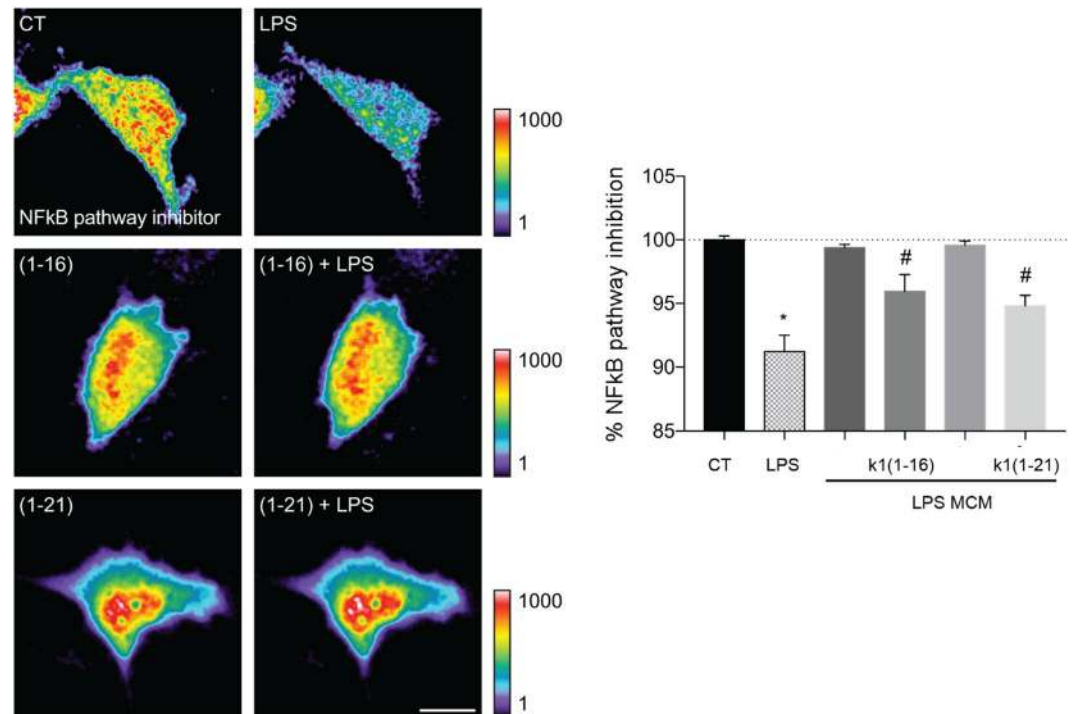 CT
LPS
NFkB pathway inhibitor
1000
1
(1-16)
(1-16) + LPS
1000
1
(1-21)
(1-21) + LPS
1000
1
% NFkB pathway inhibition
105
100
95
90
85
*
#
#
CT
LPS
k1(1-16)
k1(1-21)
LPS MCM